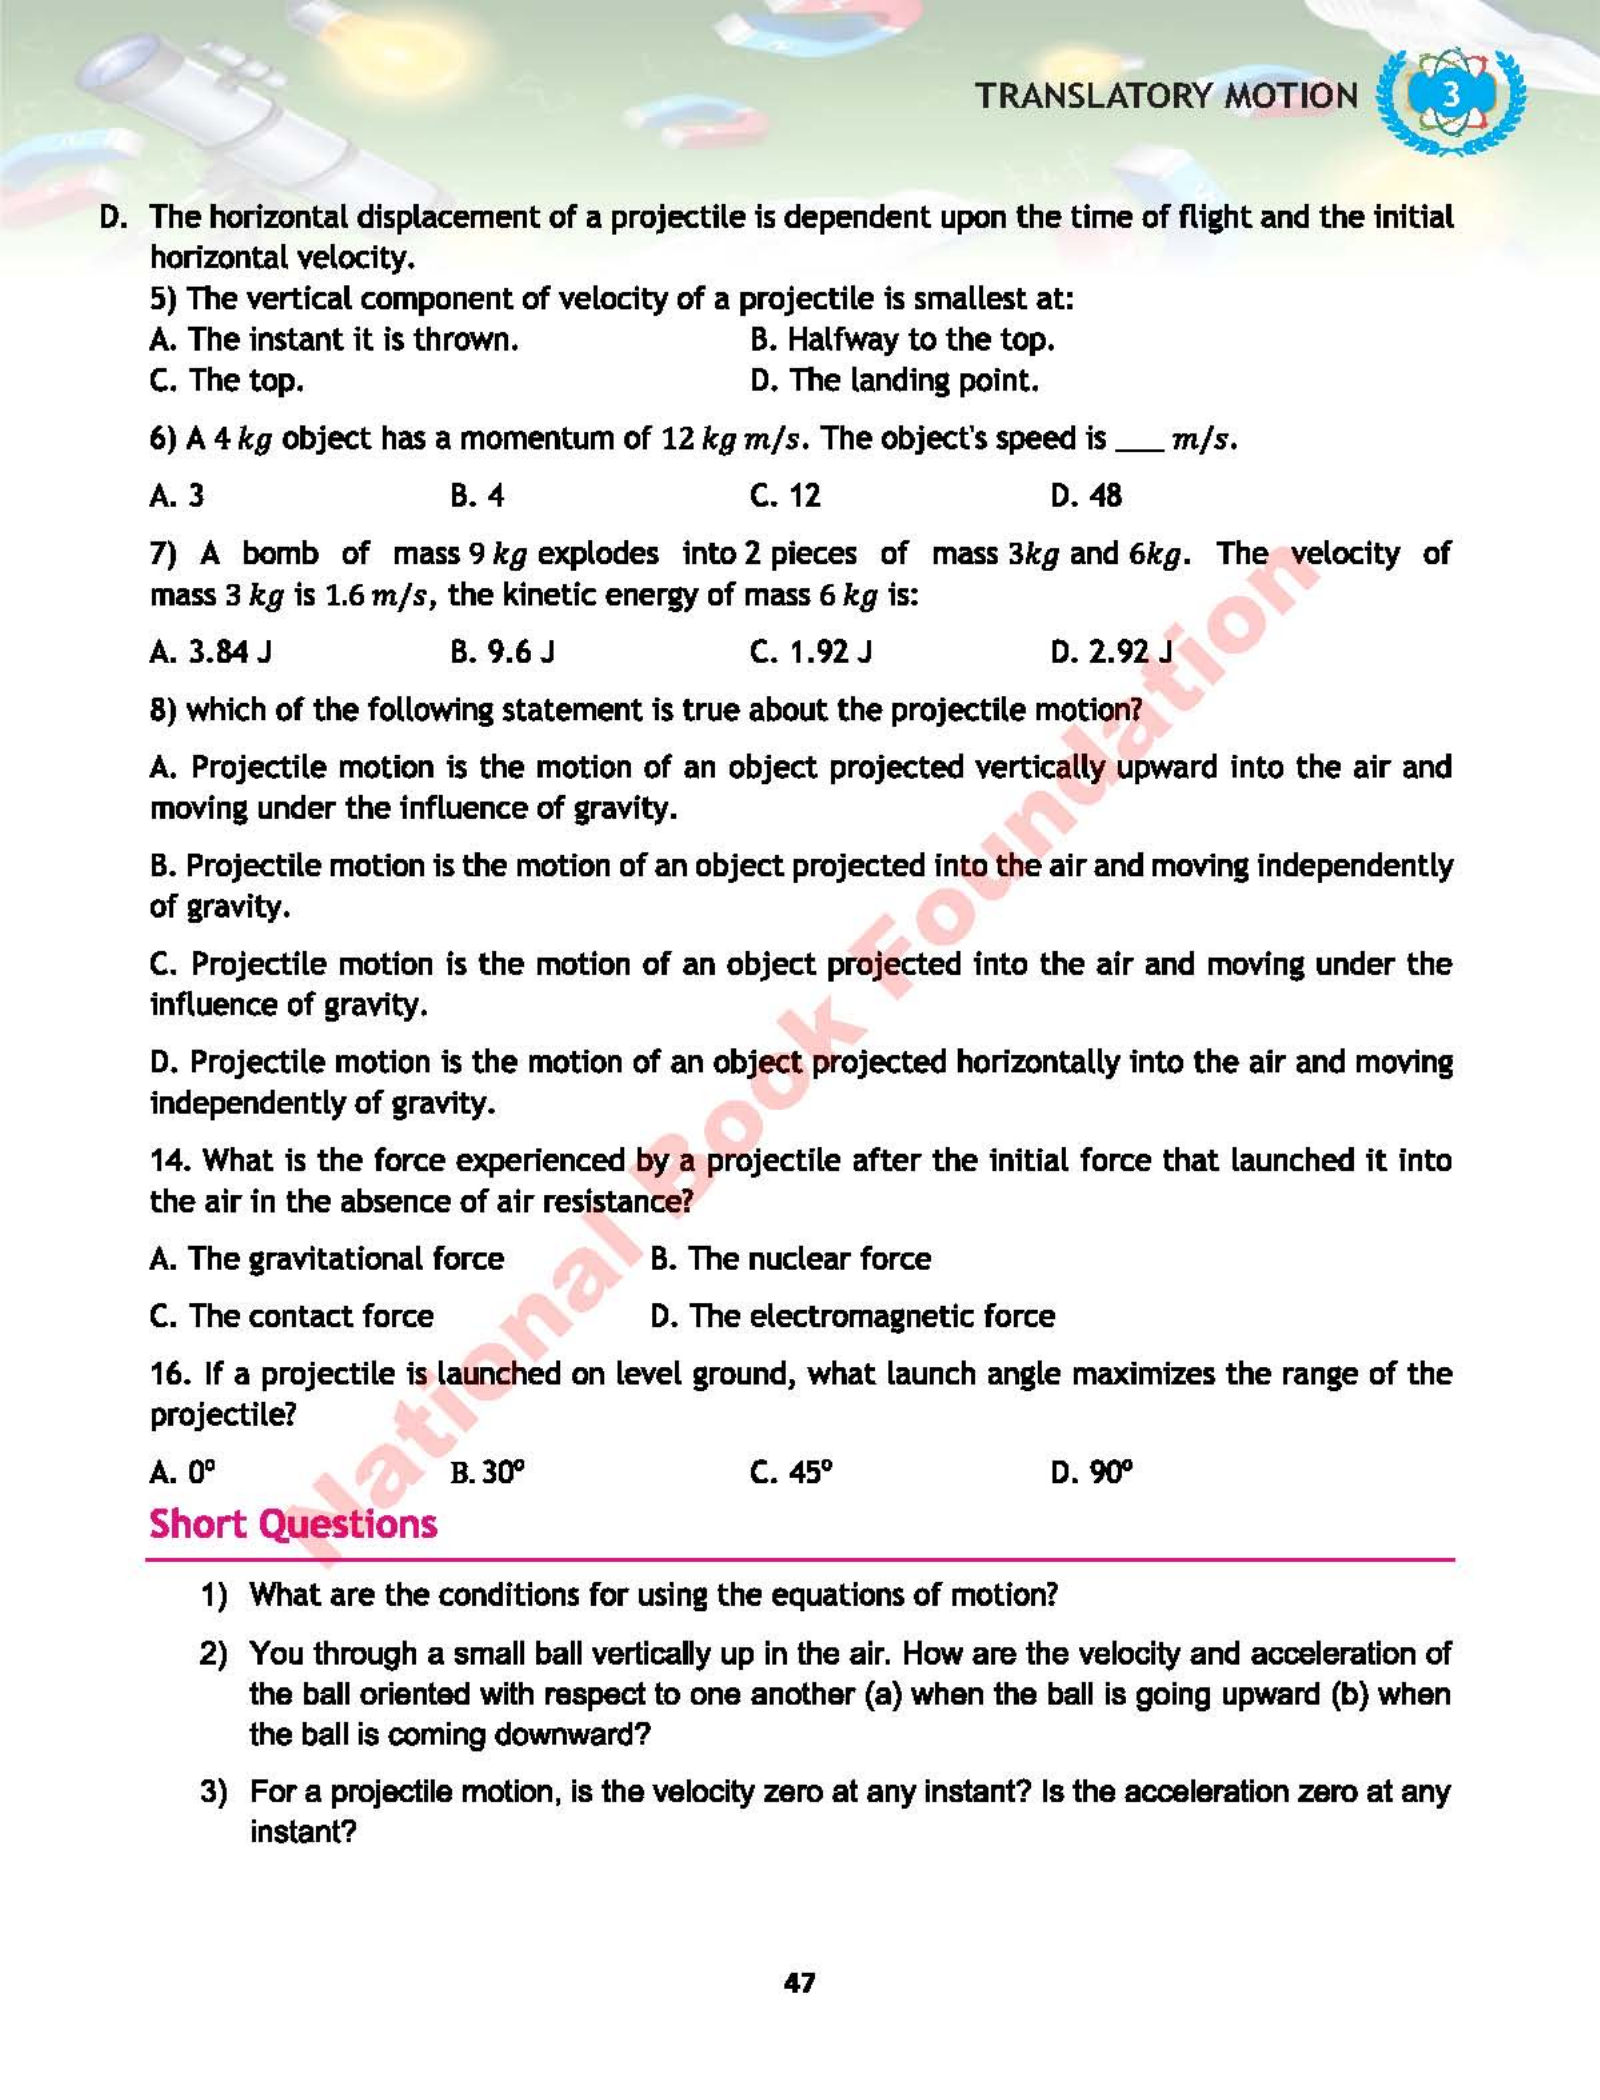 TRANSLATORY MOTION 3
D. The horizontal displacement of a projectile is dependent upon the time of flight and the initial
horizontal velocity.
5) The vertical component of velocity of a projectile is smallest at:
A. The instant it is thrown. B. Halfway to the top.
C. The top. D. The landing point.
6) A 4 kg object has a momentum of 12 kg m/s. The object's speed is ___ m/s.
A. 3 B. 4 C. 12 D. 48
7) A bomb of mass 9 kg explodes into 2 pieces of mass 3kg and 6kg. The velocity of
mass 3 kg is 1.6 m/s, the kinetic energy of mass 6 kg is:
A. 3.84 J B. 9.6 J C. 1.92 J D. 2.92 J
8) which of the following statement is true about the projectile motion?
A. Projectile motion is the motion of an object projected vertically upward into the air and
moving under the influence of gravity.
B. Projectile motion is the motion of an object projected into the air and moving independently
of gravity.
C. Projectile motion is the motion of an object projected into the air and moving under the
influence of gravity.
D. Projectile motion is the motion of an object projected horizontally into the air and moving
independently of gravity.
14. What is the force experienced by a projectile after the initial force that launched it into
the air in the absence of air resistance?
A. The gravitational force B. The nuclear force
C. The contact force D. The electromagnetic force
16. If a projectile is launched on level ground, what launch angle maximizes the range of the
projectile?
A. 0º B. 30º C. 45º D. 90º
Short Questions
1) What are the conditions for using the equations of motion?
2) You through a small ball vertically up in the air. How are the velocity and acceleration of
the ball oriented with respect to one another (a) when the ball is going upward (b) when
the ball is coming downward?
3) For a projectile motion, is the velocity zero at any instant? Is the acceleration zero at any
instant?
47
National Book Foundation